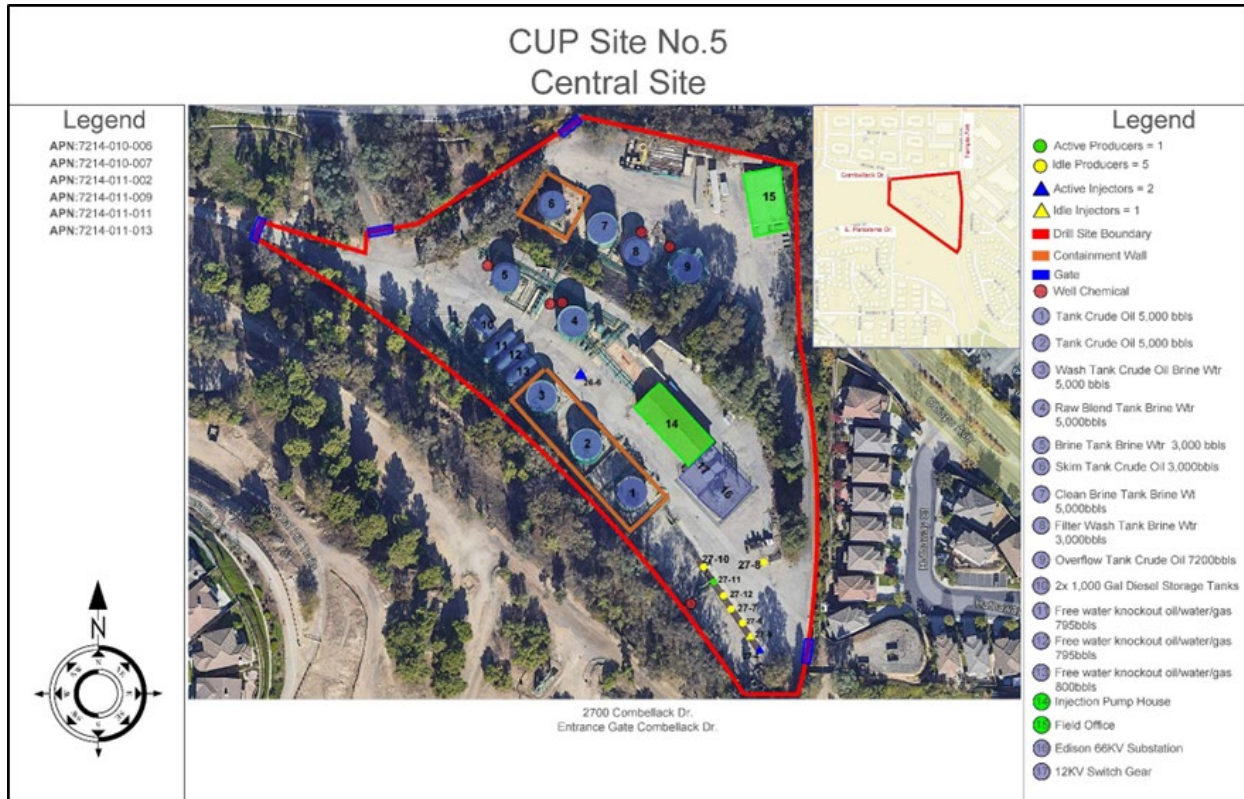 CUP Site No.5
Central Site
Legend
APN:7214-010-006
APN:7214-010-007
APN:7214-011-002
APN:7214-011-009
APN:7214-011-011
APN:7214-011-013
N
6
7
8
9
15
5
4
10
11
12
13
26-6
3
2
1
14
17
16
27-10
27-8
27-11
27-12
27-7
Combellack Dr.
Temple Ave
Legend
Active Producers = 1
Idle Producers = 5
Active Injectors = 2
Idle Injectors = 1
Drill Site Boundary
Containment Wall
Gate
Well Chemical
1 Tank Crude Oil 5,000 bbls
2 Tank Crude Oil 5,000 bbls
3 Wash Tank Crude Oil Brine Wtr
5,000 bbls
4 Raw Blend Tank Brine Wtr
5,000bbls
5 Brine Tank Brine Wtr 3,000 bbls
6 Skim Tank Crude Oil 3,000bbls
7 Clean Brine Tank Brine Wt
5,000bbls
8 Filter Wash Tank Brine Wtr
3,000bbls
9 Overflow Tank Crude Oil 7200bbls
10 2x 1,000 Gal Diesel Storage Tanks
11 Free water knockout oil/water/gas
795bbls
12 Free water knockout oil/water/gas
795bbls
13 Free water knockout oil/water/gas
800bbls
14 Injection Pump House
15 Field Office
16 Edison 66KV Substation
17 12KV Switch Gear
2700 Combellack Dr.
Entrance Gate Combellack Dr.